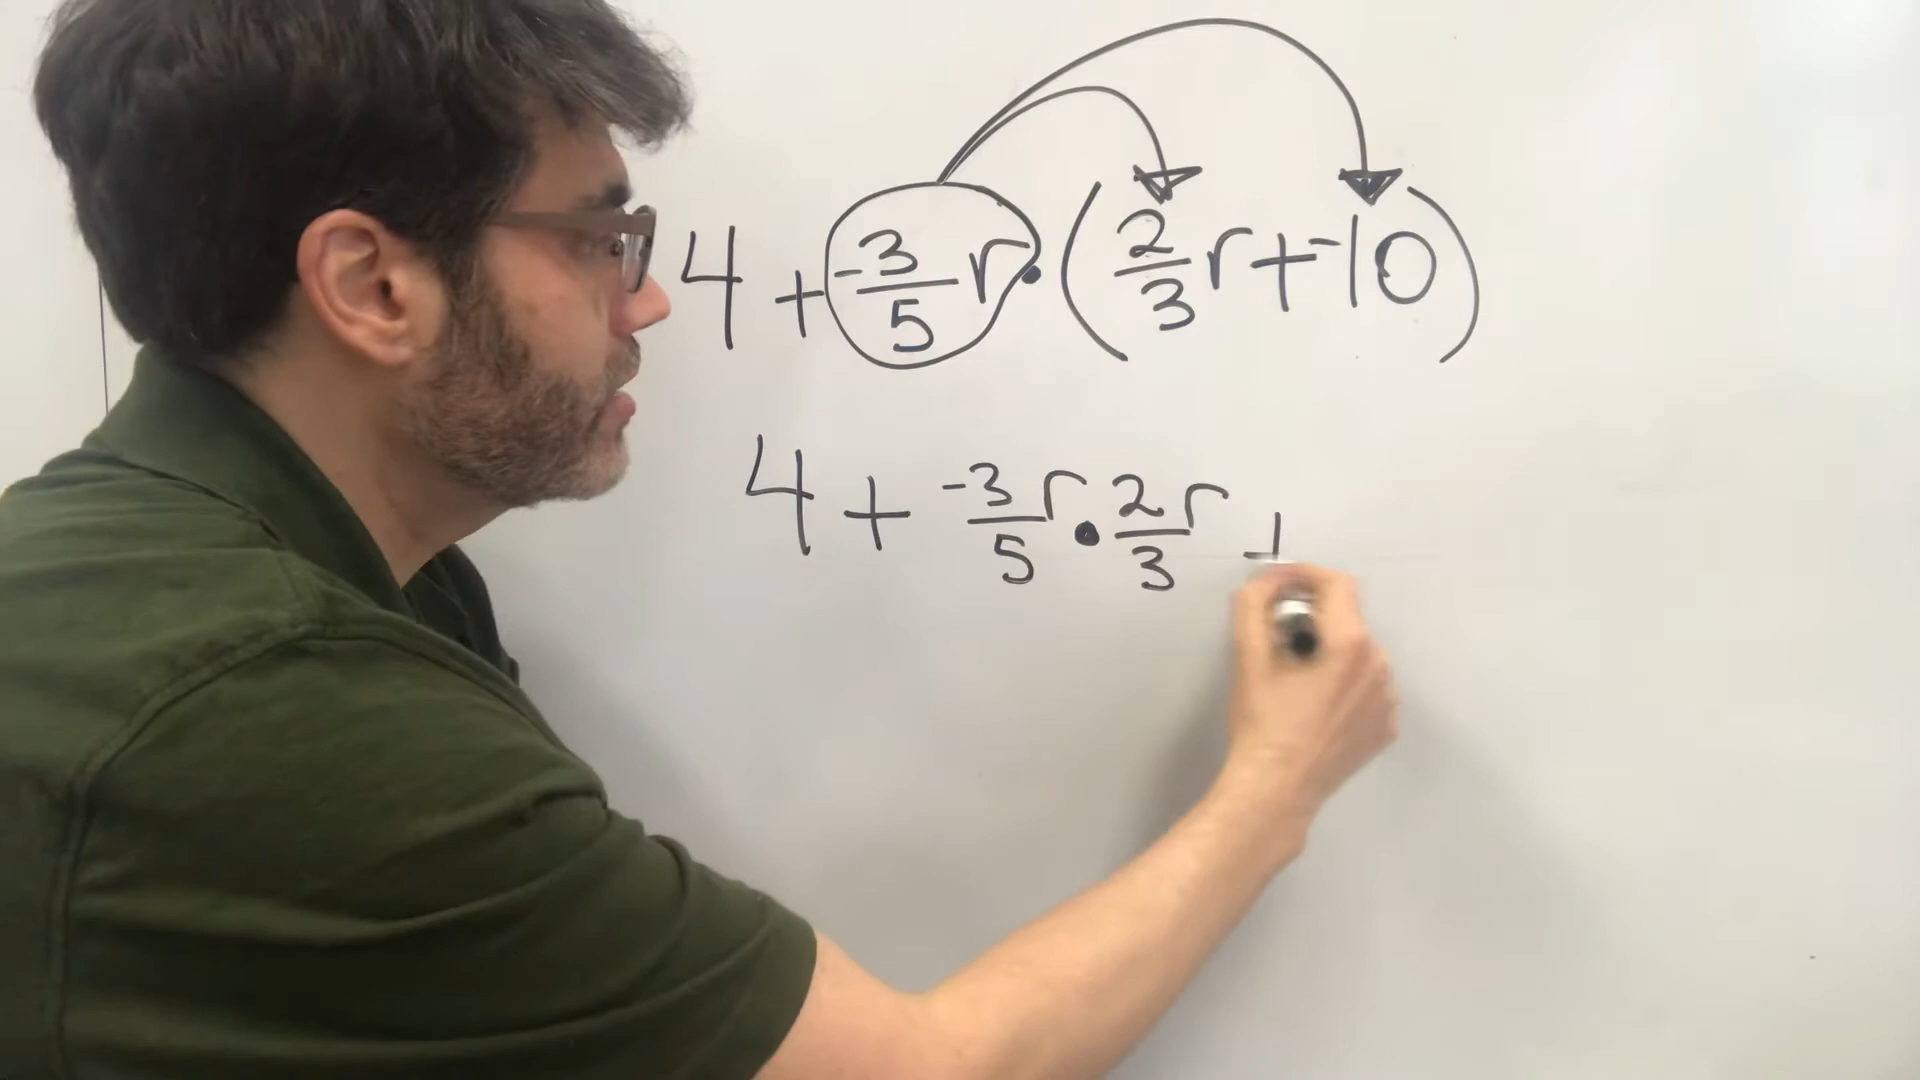 4 + -3/5 r • (2/3 r + -10)
4 + -3/5 r • 2/3 r +